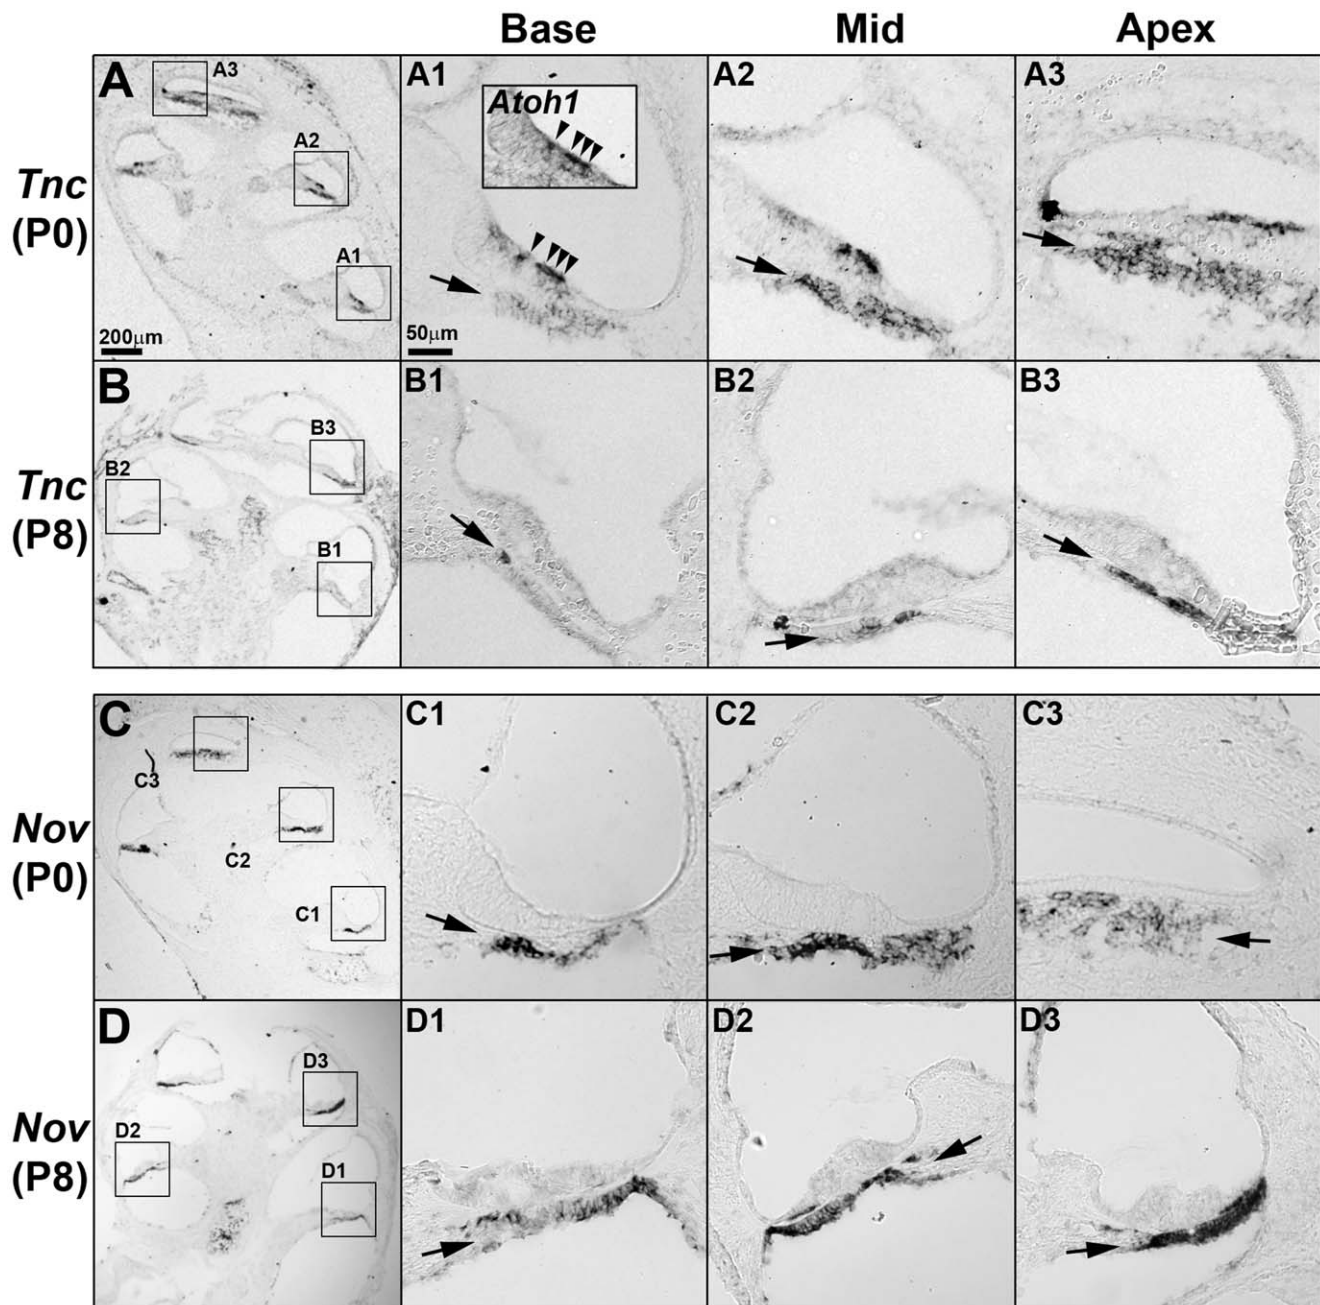 Base Mid Apex
Tnc
(P0)
A
A3
A2
A1
200μm
A1
Atoh1
50μm
A2
A3
Tnc
(P8)
B
B3
B2
B1
B1
B2
B3
Nov
(P0)
C
C3
C2
C1
C1
C2
C3
Nov
(P8)
D
D3
D2
D1
D1
D2
D3